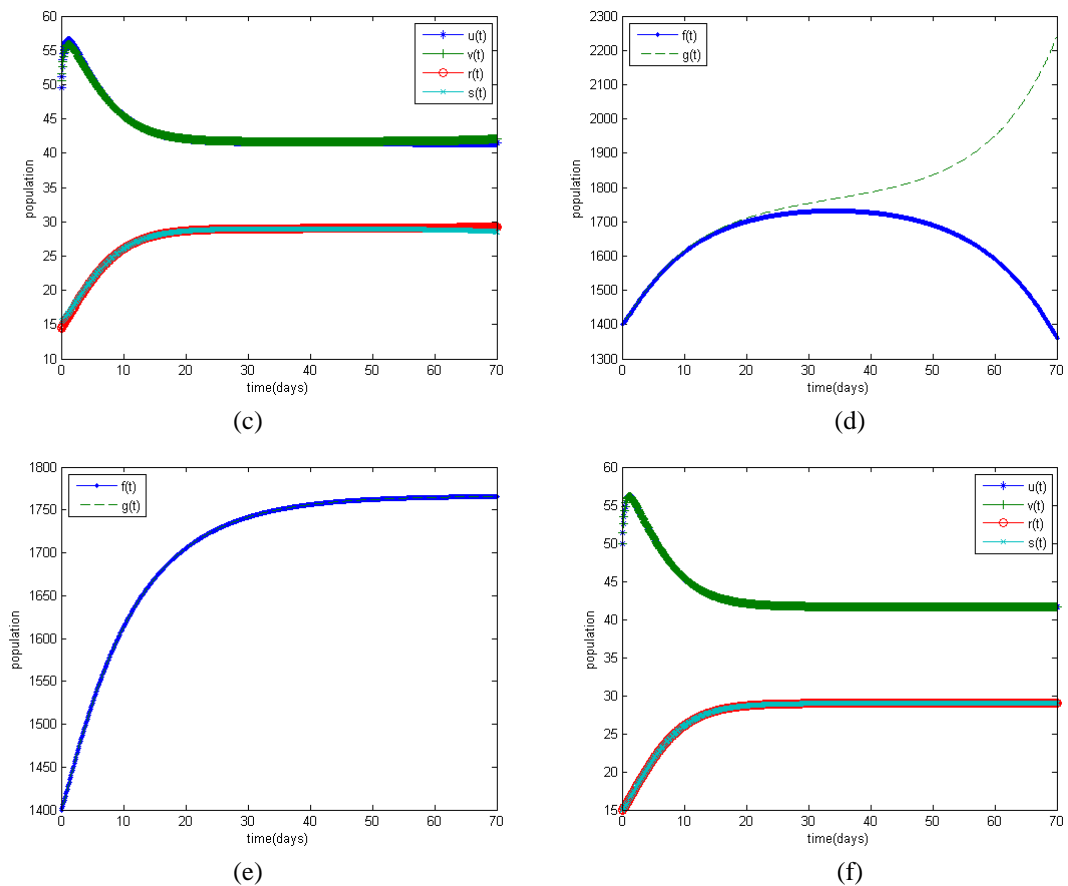 60
55
50
45
40
35
30
25
20
15
10
0 10 20 30 40 50 60 70
population
time(days)
u(t)
v(t)
r(t)
s(t)
(c)
2300
2200
2100
2000
1900
1800
1700
1600
1500
1400
1300
0 10 20 30 40 50 60 70
population
time(days)
f(t)
g(t)
(d)
1800
1750
1700
1650
1600
1550
1500
1450
1400
0 10 20 30 40 50 60 70
population
time(days)
f(t)
g(t)
(e)
60
55
50
45
40
35
30
25
20
15
0 10 20 30 40 50 60 70
population
time(days)
u(t)
v(t)
r(t)
s(t)
(f)